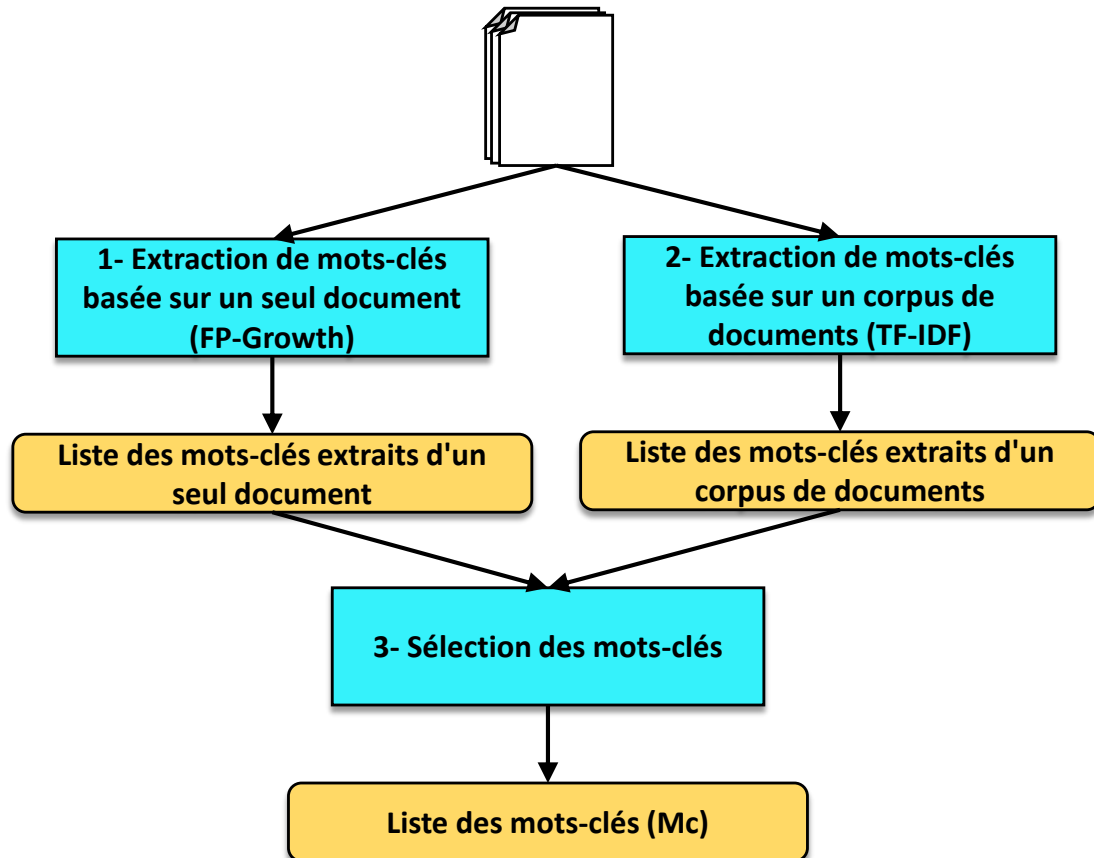 1- Extraction de mots-clés
basée sur un seul document
(FP-Growth)
2- Extraction de mots-clés
basée sur un corpus de
documents (TF-IDF)
Liste des mots-clés extraits d'un
seul document
Liste des mots-clés extraits d'un
corpus de documents
3- Sélection des mots-clés
Liste des mots-clés (Mc)